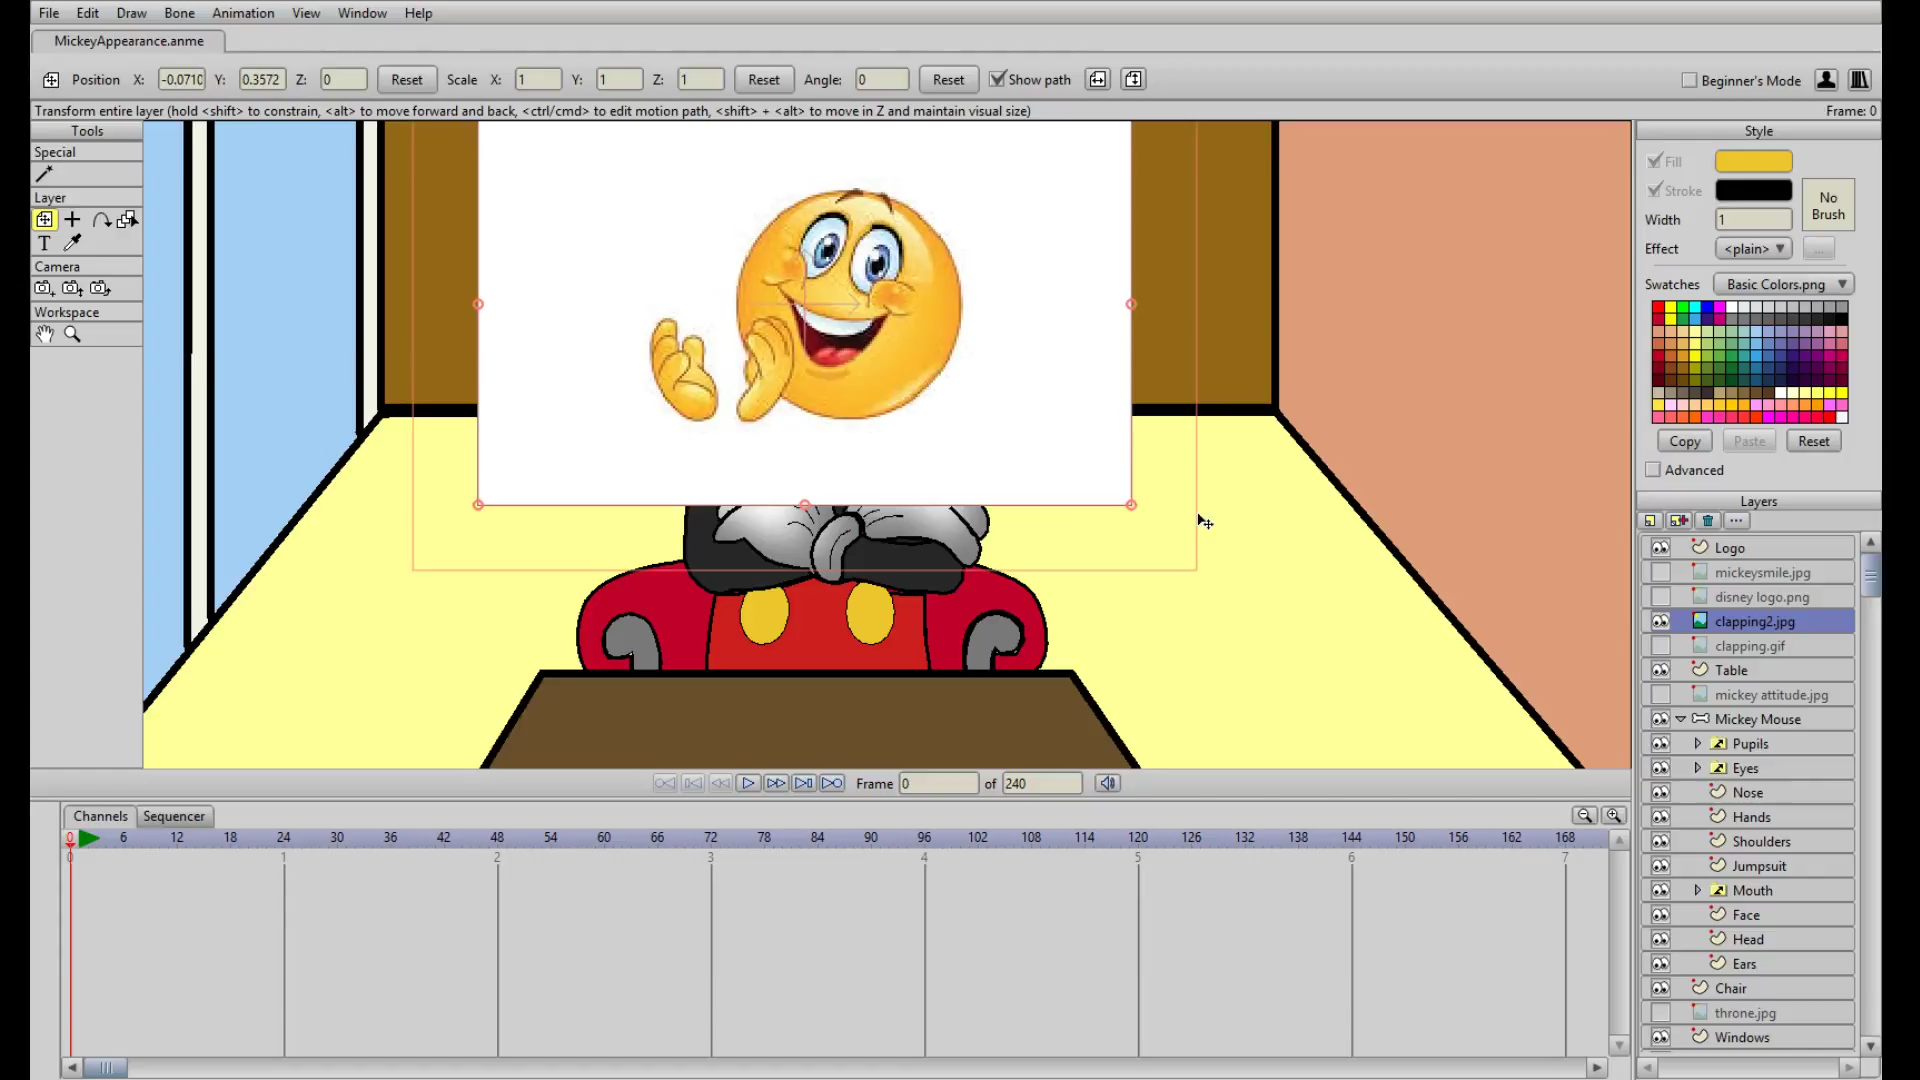 File Edit Draw Bone Animation View Window Help
MickeyAppearance.anme
Position X: -0.0710 Y: 0.3572 Z: 0 Reset Scale X: 1 Y: 1 Z: 1 Reset Angle: 0 Reset Show path Beginner's Mode
Transform entire layer (hold <shift> to constrain, <alt> to move forward and back, <ctrl/cmd> to edit motion path, <shift> + <alt> to move in Z and maintain visual size) Frame: 0
Tools
Special
Layer
T
Camera
Workspace
Style
Fill
Stroke
No Brush
Width 1
Effect <plain> ...
Swatches Basic Colors.png
Copy Paste Reset
Advanced
Layers
Logo
mickeysmile.jpg
disney logo.png
clapping2.jpg
clapping.gif
Table
mickey attitude.jpg
Mickey Mouse
Pupils
Eyes
Nose
Hands
Shoulders
Jumpsuit
Mouth
Face
Head
Ears
Chair
throne.jpg
Windows
Frame 0 of 240
Channels Sequencer
0 6 12 18 24 30 36 42 48 54 60 66 72 78 84 90 96 102 108 114 120 126 132 138 144 150 156 162 168
0 1 2 3 4 5 6 7